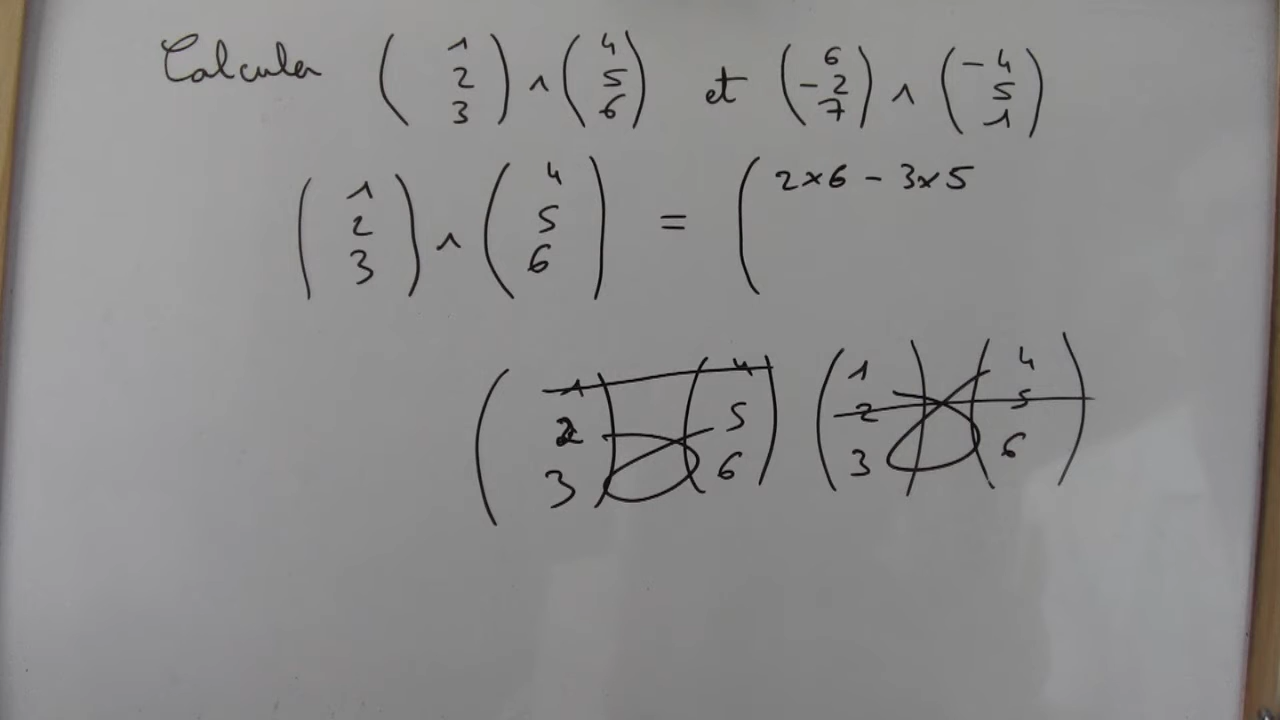 Calculer ( 1 2 3 ) ∧ ( 4 5 6 ) et ( 6 -2 7 ) ∧ ( -4 5 1 )
( 1 2 3 ) ∧ ( 4 5 6 ) = ( 2×6 - 3×5
( 1 2 3 ) ( 4 5 6 ) ( 1 2 3 ) ( 4 5 6 )